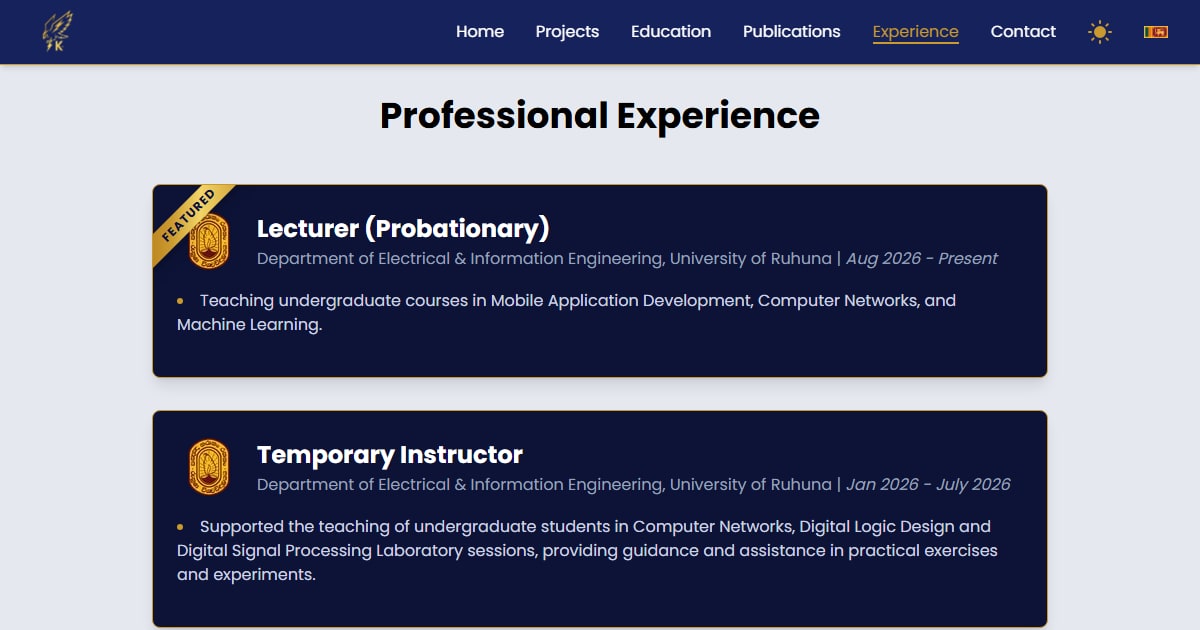 K
Home Projects Education Publications Experience Contact
Professional Experience
FEATURED
Lecturer (Probationary)
Department of Electrical & Information Engineering, University of Ruhuna | Aug 2026 - Present
• Teaching undergraduate courses in Mobile Application Development, Computer Networks, and
Machine Learning.
Temporary Instructor
Department of Electrical & Information Engineering, University of Ruhuna | Jan 2026 - July 2026
• Supported the teaching of undergraduate students in Computer Networks, Digital Logic Design and
Digital Signal Processing Laboratory sessions, providing guidance and assistance in practical exercises
and experiments.